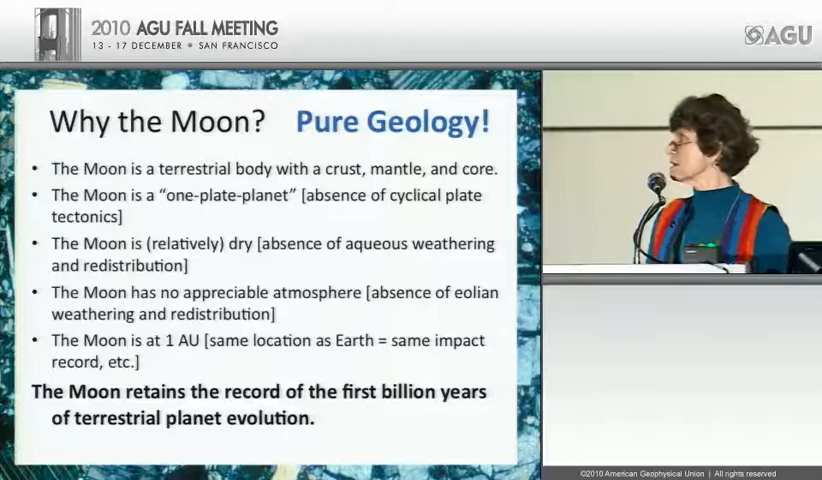 2010 AGU FALL MEETING
13 - 17 DECEMBER SAN FRANCISCO
AGU
Why the Moon? Pure Geology!
• The Moon is a terrestrial body with a crust, mantle, and core.
• The Moon is a “one-plate-planet” [absence of cyclical plate
tectonics]
• The Moon is (relatively) dry [absence of aqueous weathering
and redistribution]
• The Moon has no appreciable atmosphere [absence of eolian
weathering and redistribution]
• The Moon is at 1 AU [same location as Earth = same impact
record, etc.]
The Moon retains the record of the first billion years
of terrestrial planet evolution.
©2010 American Geophysical Union | All rights reserved